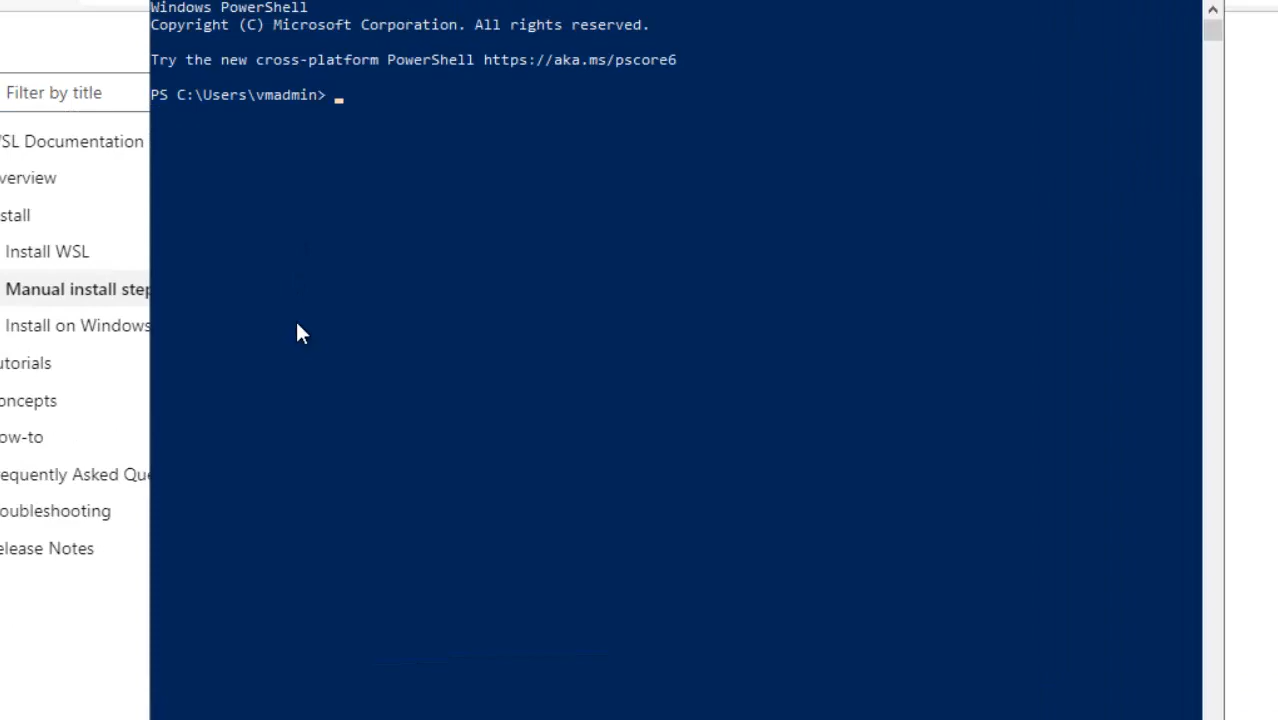 Windows PowerShell
Copyright (C) Microsoft Corporation. All rights reserved.
Try the new cross-platform PowerShell https://aka.ms/pscore6
PS C:\Users\vmadmin>
Filter by title
SL Documentation
verview
stall
Install WSL
Manual install step
Install on Windows
utorials
oncepts
ow-to
requently Asked Que
oubleshooting
elease Notes